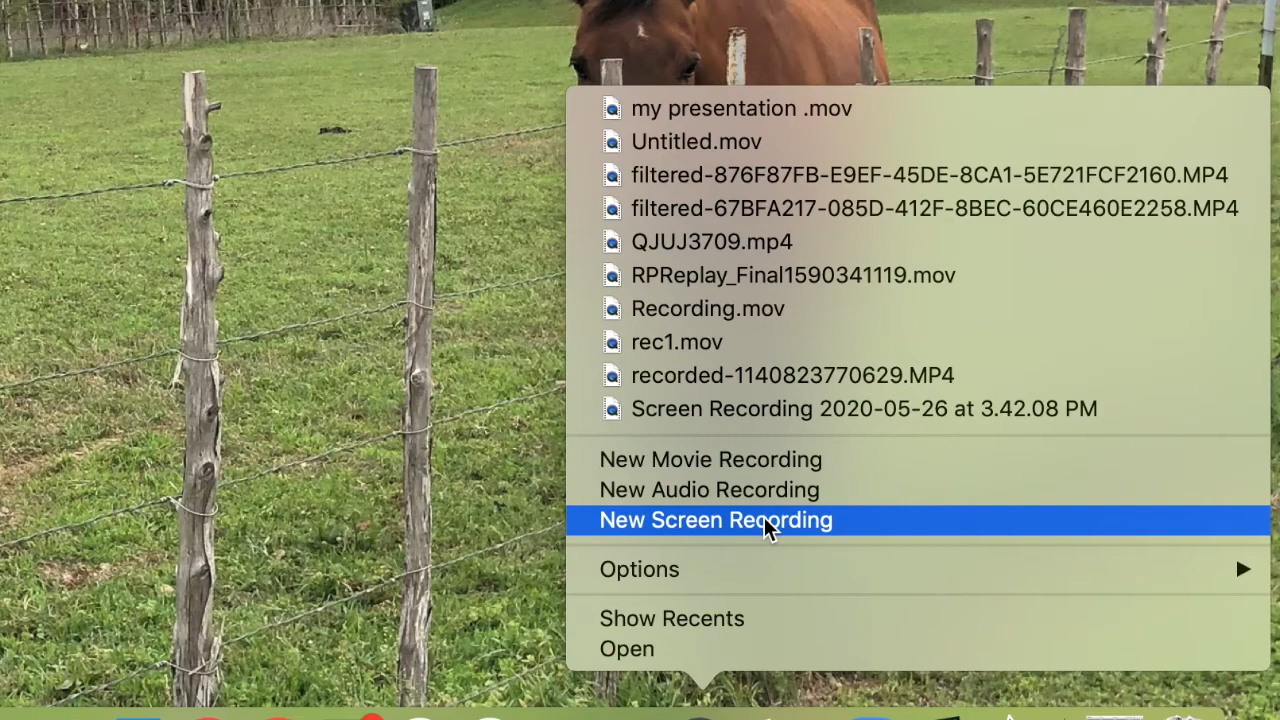 my presentation .mov
Untitled.mov
filtered-876F87FB-E9EF-45DE-8CA1-5E721FCF2160.MP4
filtered-67BFA217-085D-412F-8BEC-60CE460E2258.MP4
QJUJ3709.mp4
RPReplay_Final1590341119.mov
Recording.mov
rec1.mov
recorded-1140823770629.MP4
Screen Recording 2020-05-26 at 3.42.08 PM
New Movie Recording
New Audio Recording
New Screen Recording
Options
Show Recents
Open